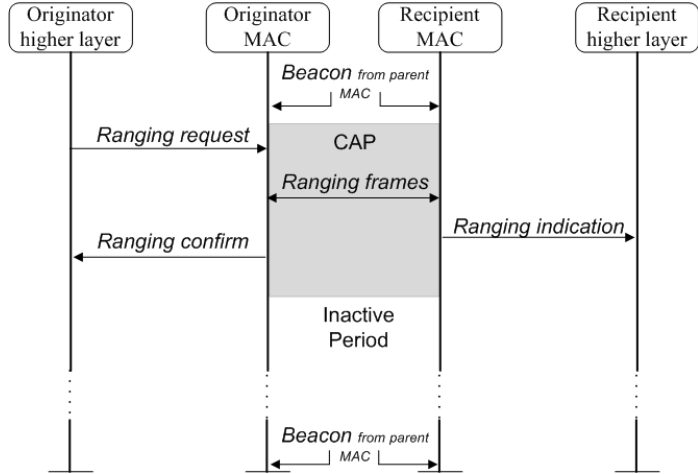 Originator
higher layer
Originator
MAC
Recipient
MAC
Recipient
higher layer
Beacon from parent
MAC
Ranging request
CAP
Ranging frames
Ranging indication
Ranging confirm
Inactive
Period
Beacon from parent
MAC